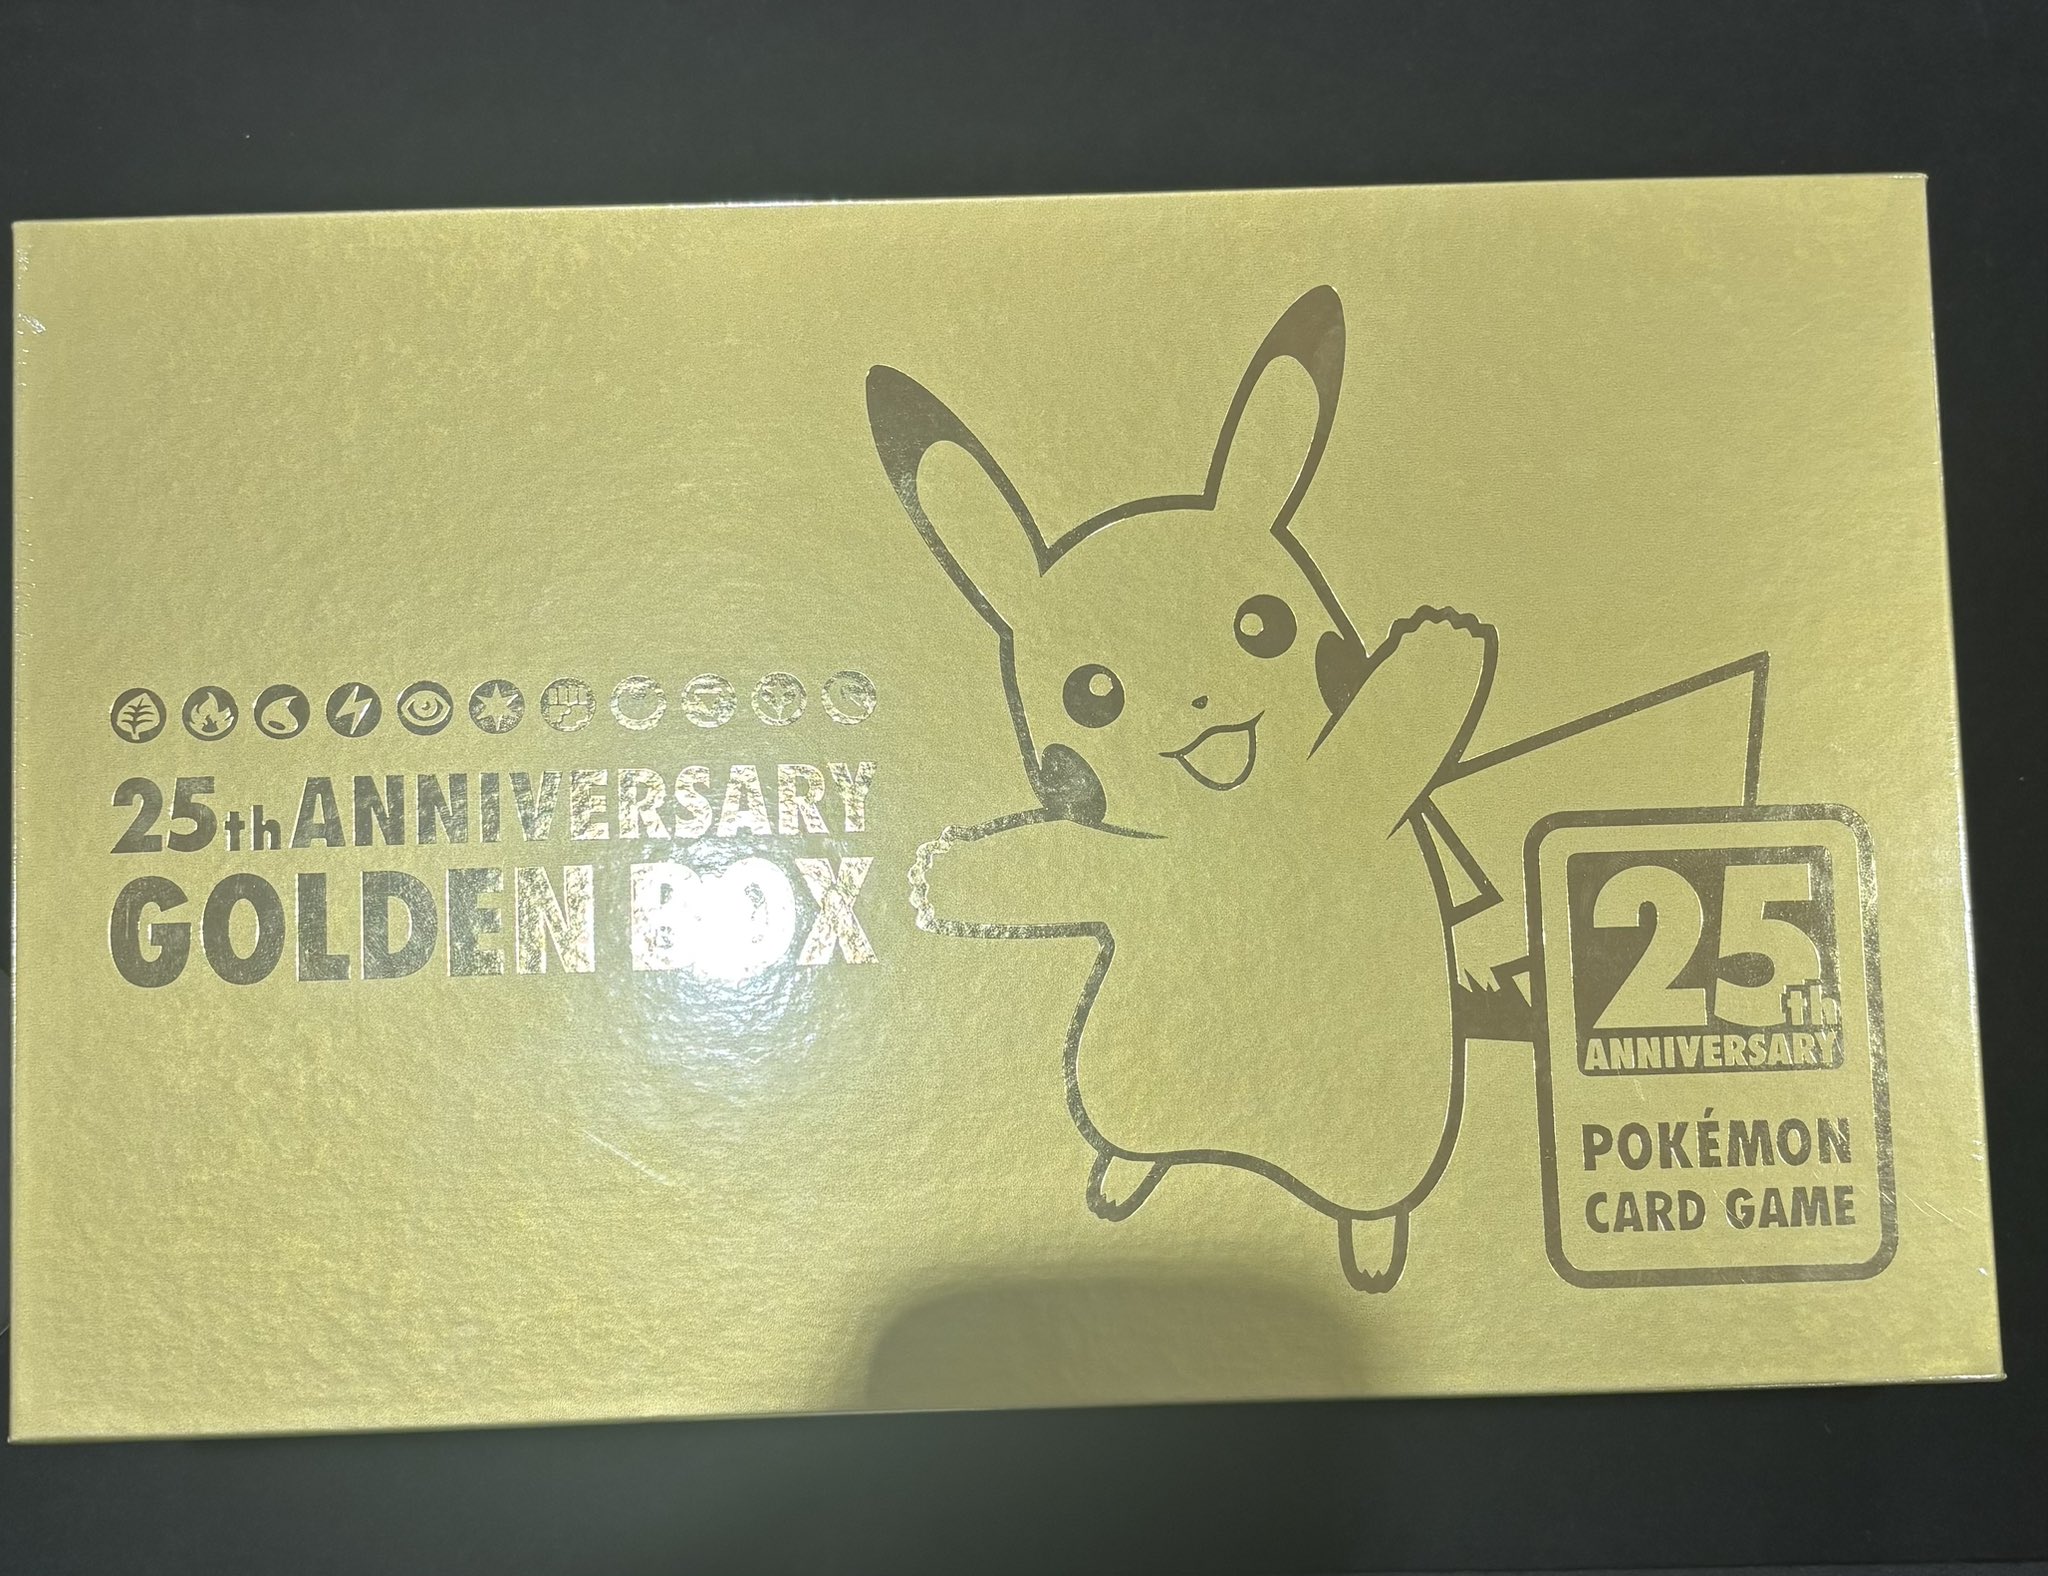 25th ANNIVERSARY
GOLDEN BOX
25th
ANNIVERSARY
POKÉMON
CARD GAME